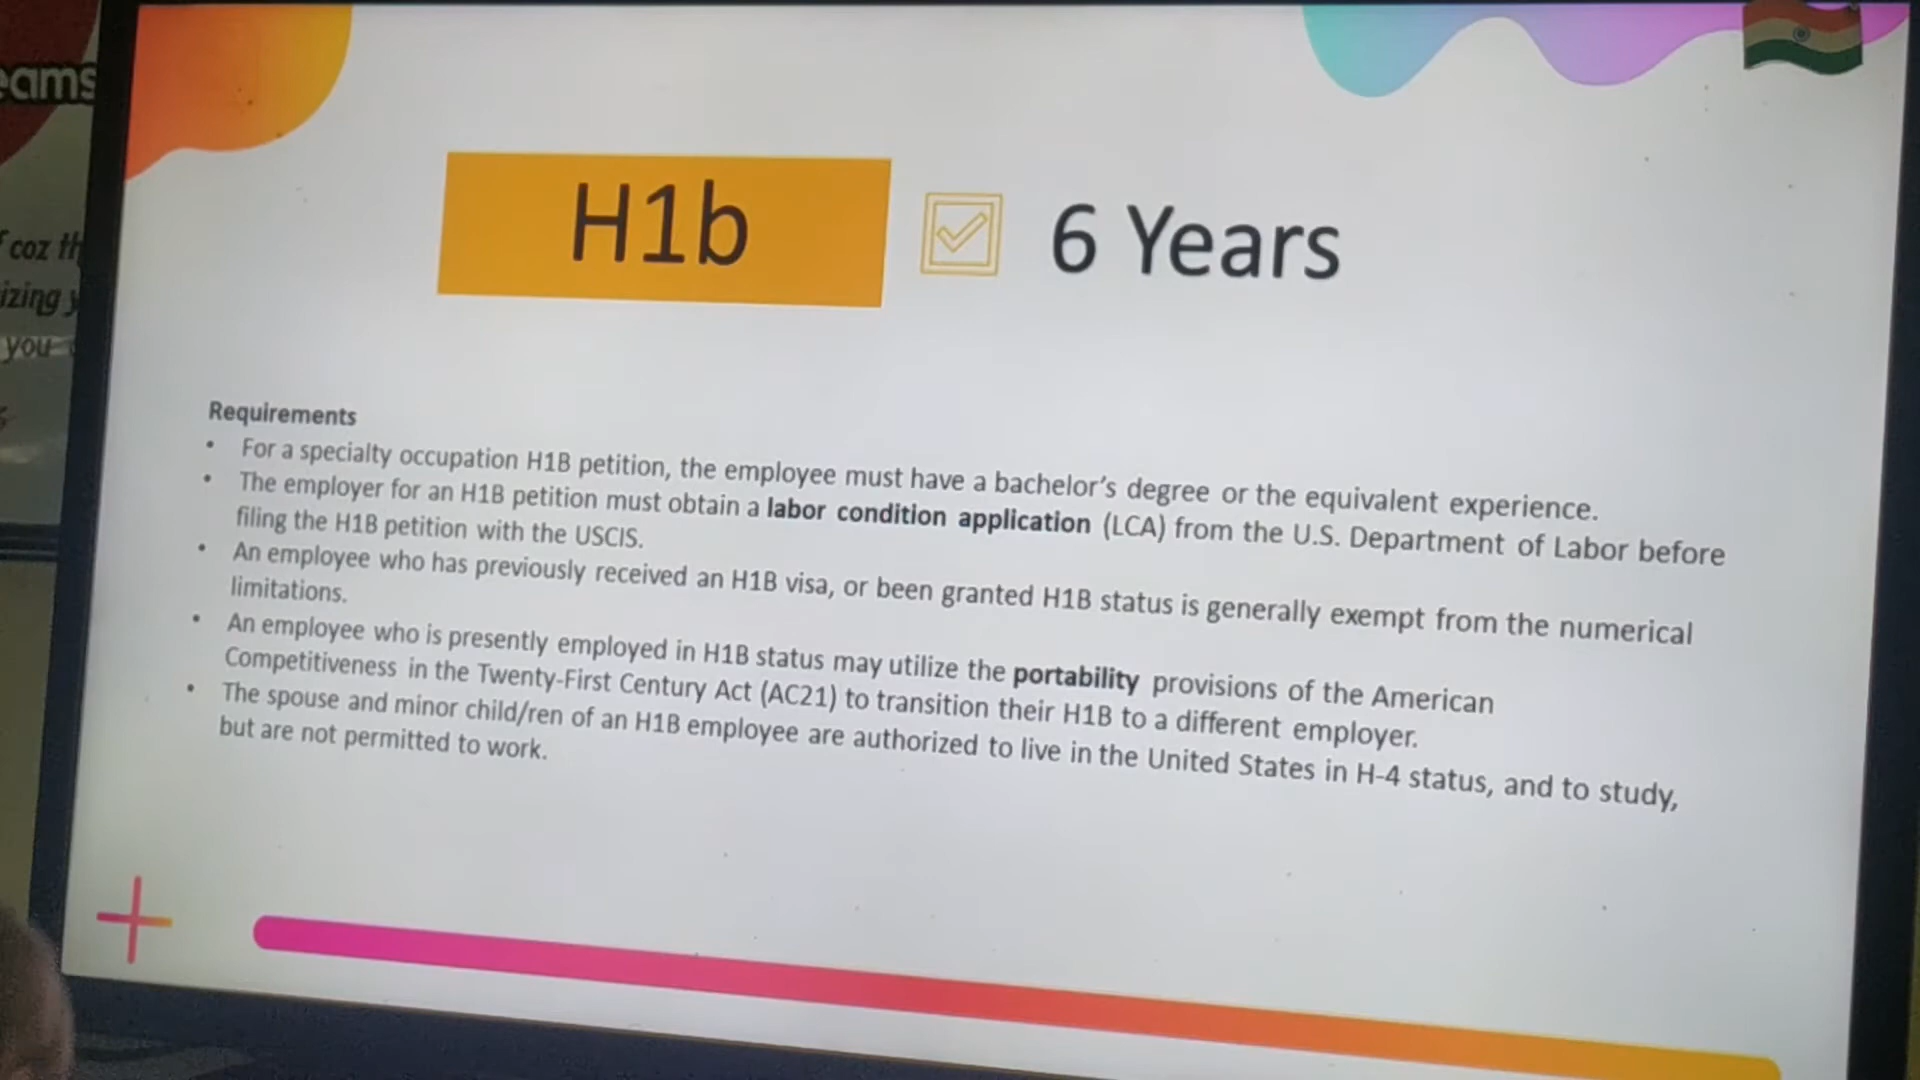 eams
coz
you
H1b
6 Years
Requirements
• For a specialty occupation H1B petition, the employee must have a bachelor's degree or the equivalent experience.
• The employer for an H1B petition must obtain a labor condition application (LCA) from the U.S. Department of Labor before
filing the H1B petition with the USCIS.
• An employee who has previously received an H1B visa, or been granted H1B status is generally exempt from the numerical
limitations.
• An employee who is presently employed in H1B status may utilize the portability provisions of the American
Competitiveness in the Twenty-First Century Act (AC21) to transition their H1B to a different employer.
• The spouse and minor child/ren of an H1B employee are authorized to live in the United States in H-4 status, and to study,
but are not permitted to work.